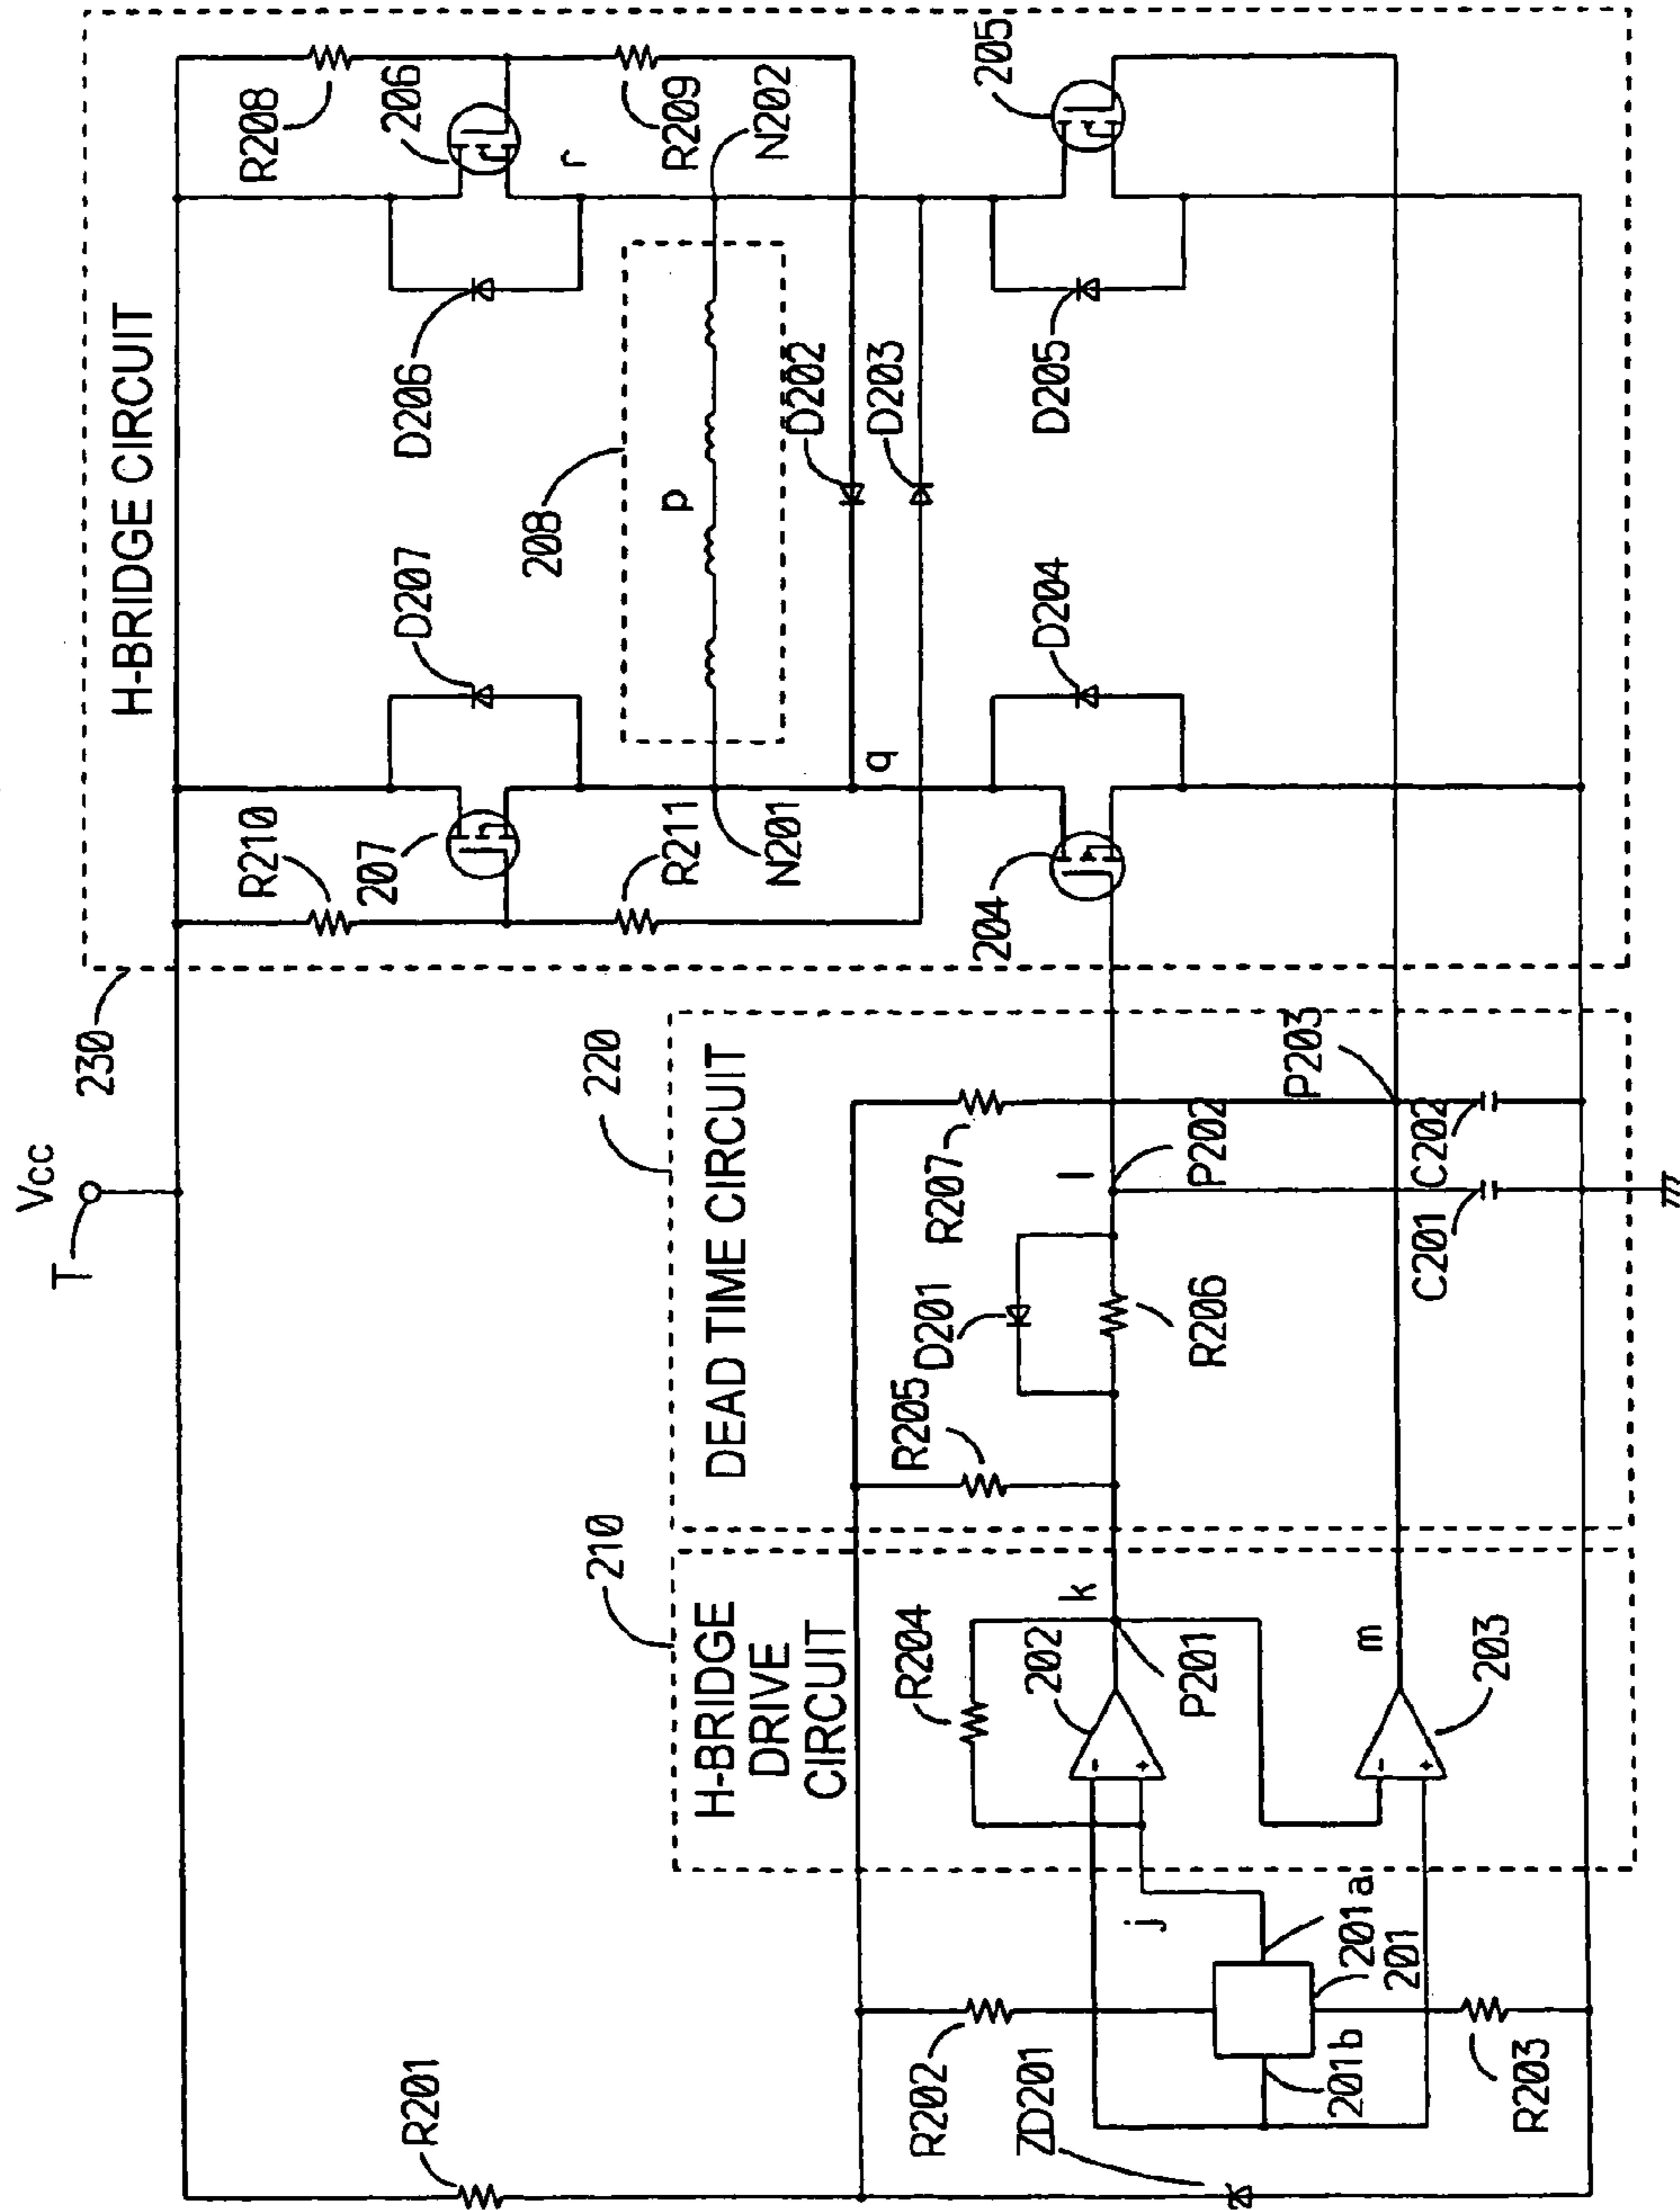 Vcc
T
230
H-BRIDGE CIRCUIT
R208
206
r
R209
N202
205
D206
D205
208
p
D202
D203
D207
D204
q
R210
207
R211
N201
204
220
DEAD TIME CIRCUIT
R207
l
P202
P203
C202
C201
D201
R206
R205
210
H-BRIDGE
DRIVE
CIRCUIT
R204
202
k
P201
m
203
-
+
-
+
j
201a
201
201b
R202
R203
ZD201
R201